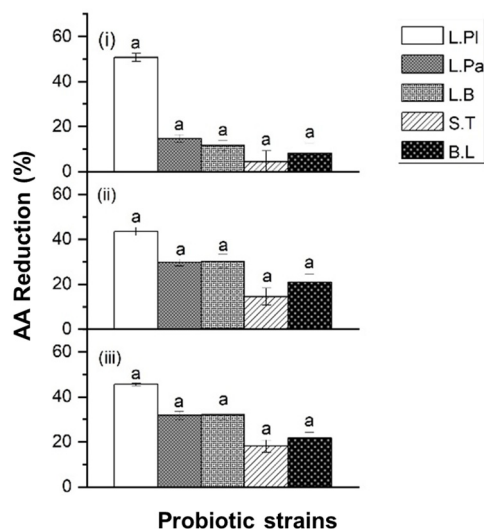 60
40
20
0
(i)
a
a
a
a
a
60
40
20
0
(ii)
a
a
a
a
a
60
40
20
0
(iii)
a
a
a
a
a
AA Reduction (%)
Probiotic strains
L.Pl
L.Pa
L.B
S.T
B.L